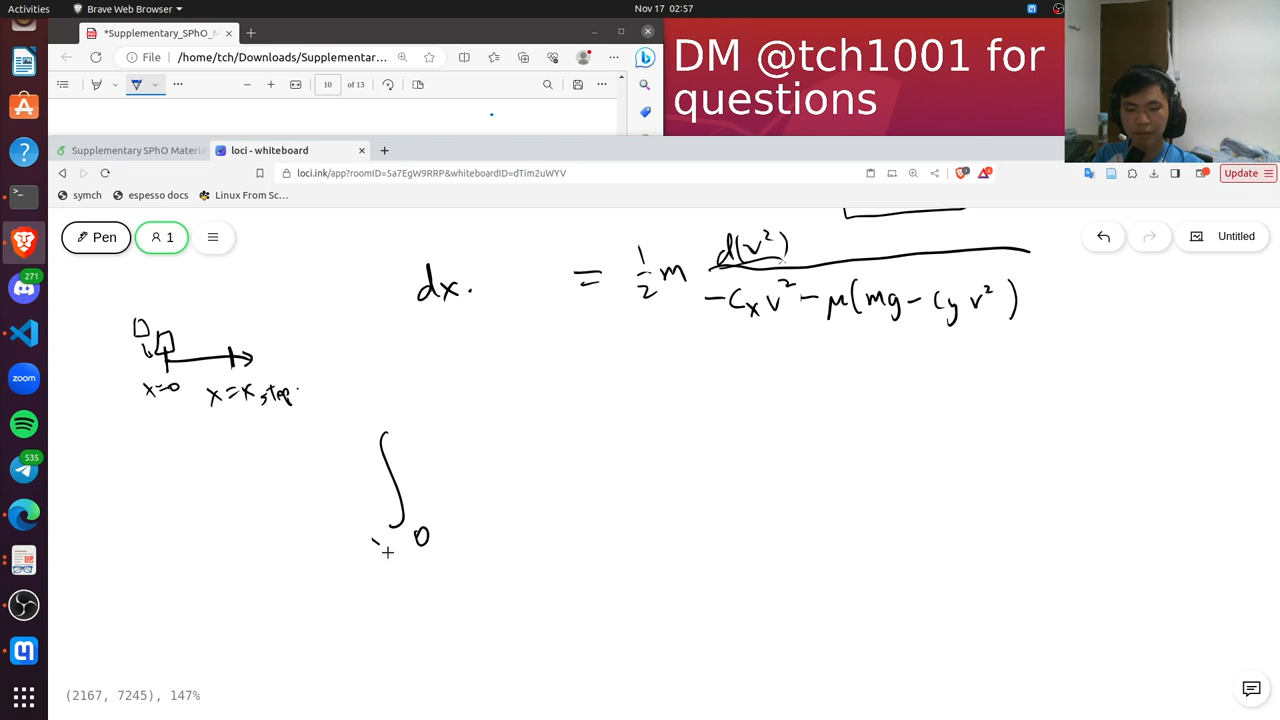 Activities Brave Web Browser Nov 17 02:57
*Supplementary_SPhO_M
File /home/tch/Downloads/Supplementar...
10 of 13
DM @tch1001 for
questions
Supplementary SPhO Materi
loci - whiteboard
loci.ink/app?roomID=5a7EgW9RRP&whiteboardID=dTim2uWYV
Update
symch espesso docs Linux From Sc...
Pen 1 Untitled
dx. = 1/2 m d(v²) / -Cx v² - μ(mg - Cy v²)
x=0 x=x stop
∫ 0
271
zoom
535
(2167, 7245), 147%